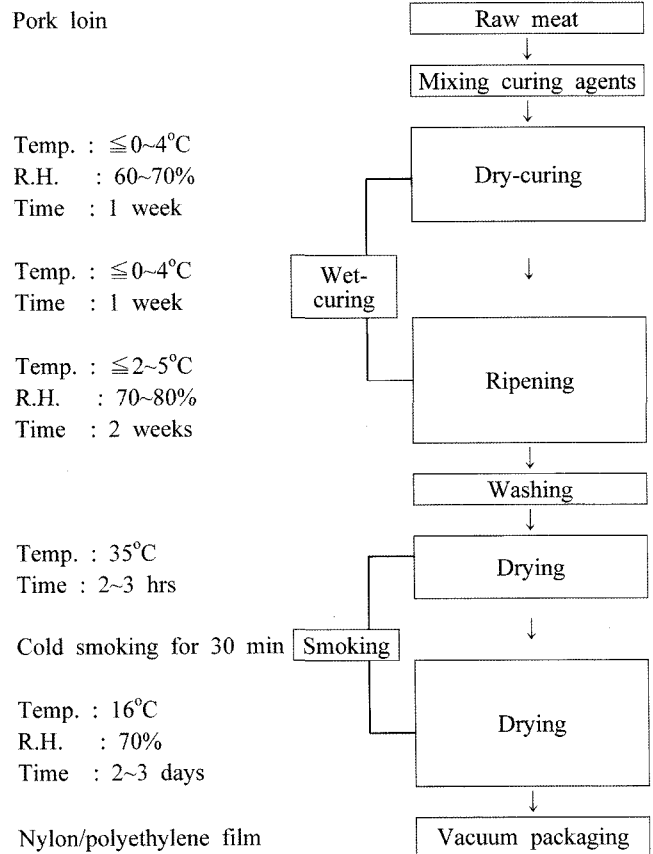 Pork loin
Raw meat
Mixing curing agents
Temp. : ≦0~4°C
R.H. : 60~70%
Time : 1 week
Dry-curing
Temp. : ≦0~4°C
Time : 1 week
Wet-
curing
Temp. : ≦2~5°C
R.H. : 70~80%
Time : 2 weeks
Ripening
Washing
Temp. : 35°C
Time : 2~3 hrs
Drying
Cold smoking for 30 min
Smoking
Temp. : 16°C
R.H. : 70%
Time : 2~3 days
Drying
Nylon/polyethylene film
Vacuum packaging